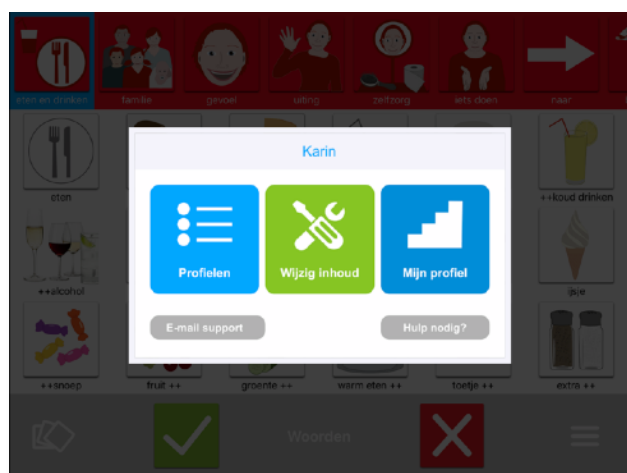 eten en drinken familie gevoel uiting zelfzorg iets doen naar
Karin
eten
++koud drinken
Profielen Wijzig inhoud Mijn profiel
++alcohol
ijsje
E-mail support Hulp nodig?
++snoep fruit ++ groente ++ warm eten ++ toetje ++ extra ++
Woorden